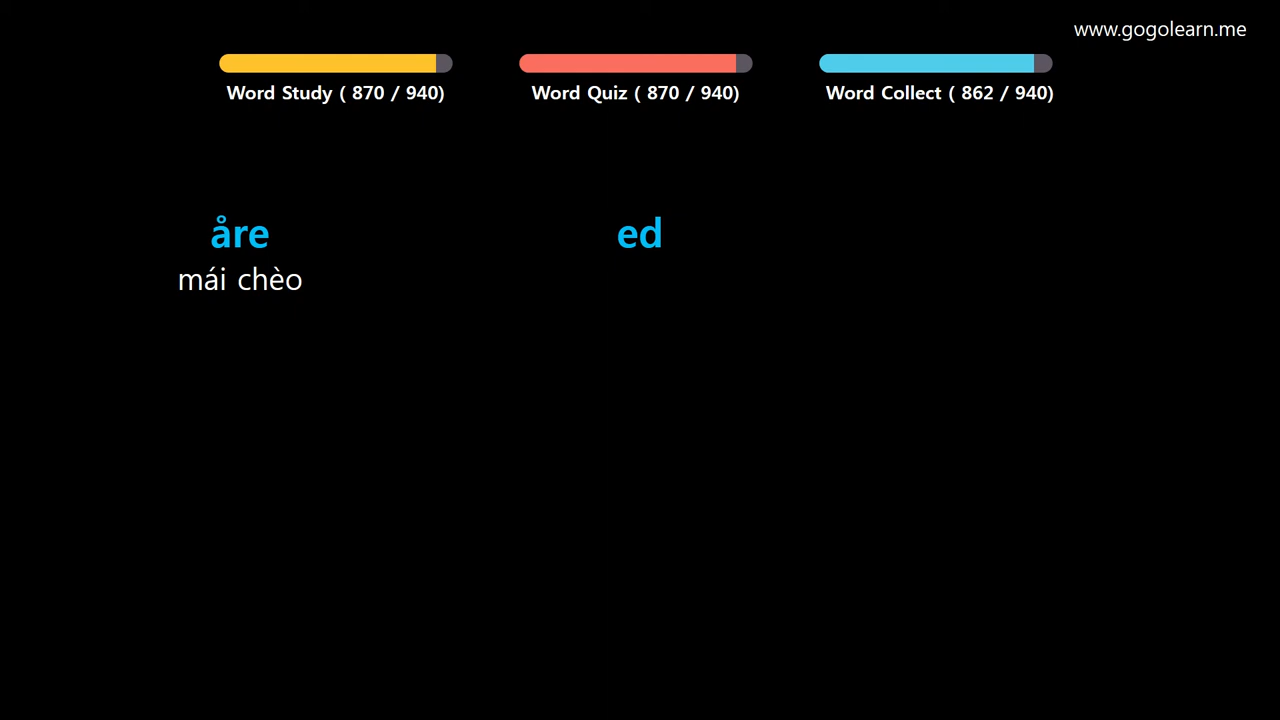 www.gogolearn.me
Word Study ( 870 / 940)
Word Quiz ( 870 / 940)
Word Collect ( 862 / 940)
åre
mái chèo
ed